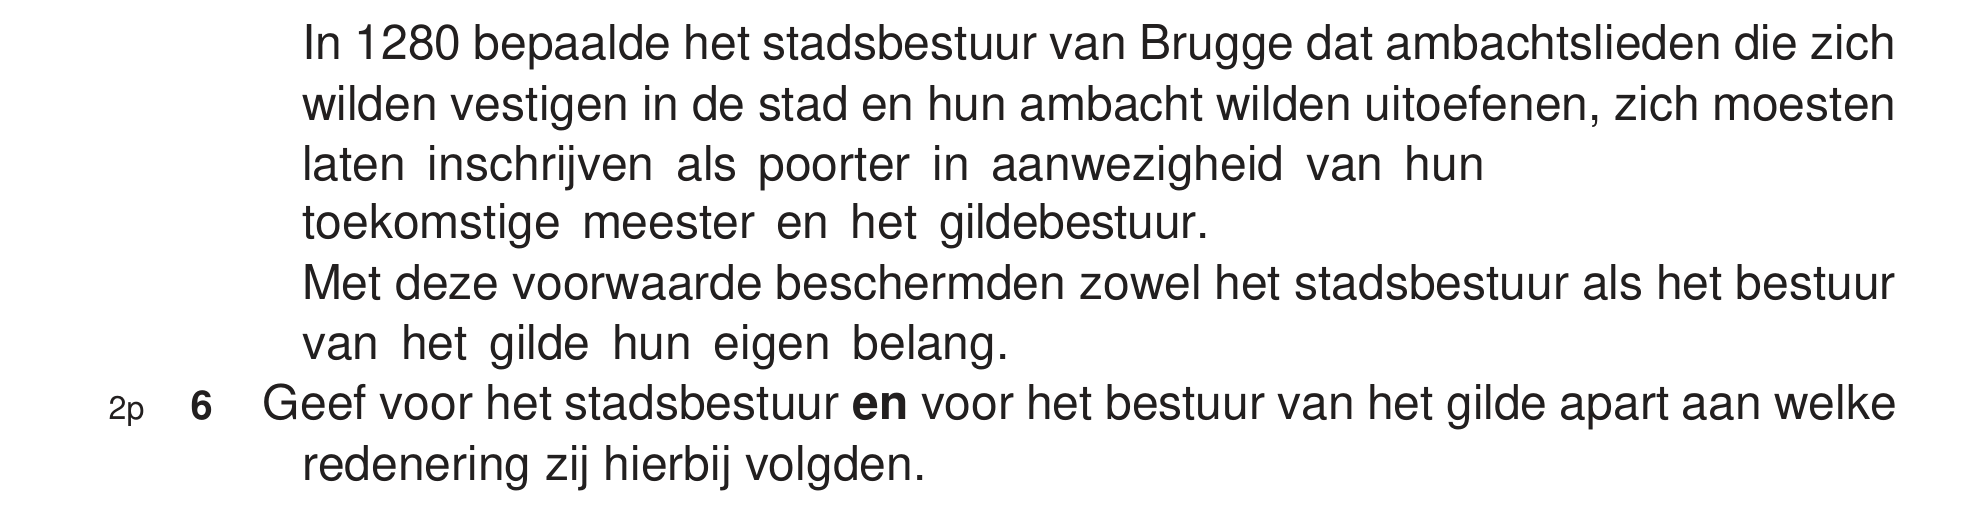 In 1280 bepaalde het stadsbestuur van Brugge dat ambachtslieden die zich
wilden vestigen in de stad en hun ambacht wilden uitoefenen, zich moesten
laten inschrijven als poorter in aanwezigheid van hun
toekomstige meester en het gildebestuur.
Met deze voorwaarde beschermden zowel het stadsbestuur als het bestuur
van het gilde hun eigen belang.
2p 6 Geef voor het stadsbestuur en voor het bestuur van het gilde apart aan welke
redenering zij hierbij volgden.